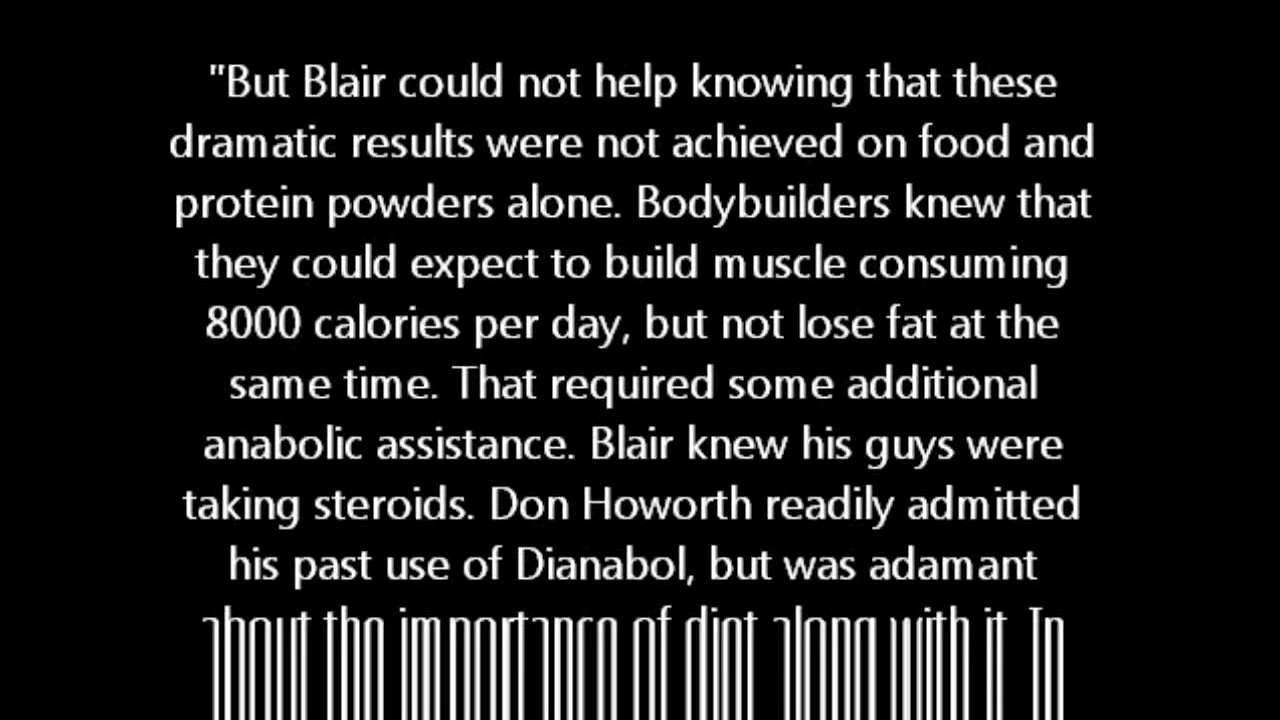 "But Blair could not help knowing that these
dramatic results were not achieved on food and
protein powders alone. Bodybuilders knew that
they could expect to build muscle consuming
8000 calories per day, but not lose fat at the
same time. That required some additional
anabolic assistance. Blair knew his guys were
taking steroids. Don Howorth readily admitted
his past use of Dianabol, but was adamant
about the importance of diet along with it. In